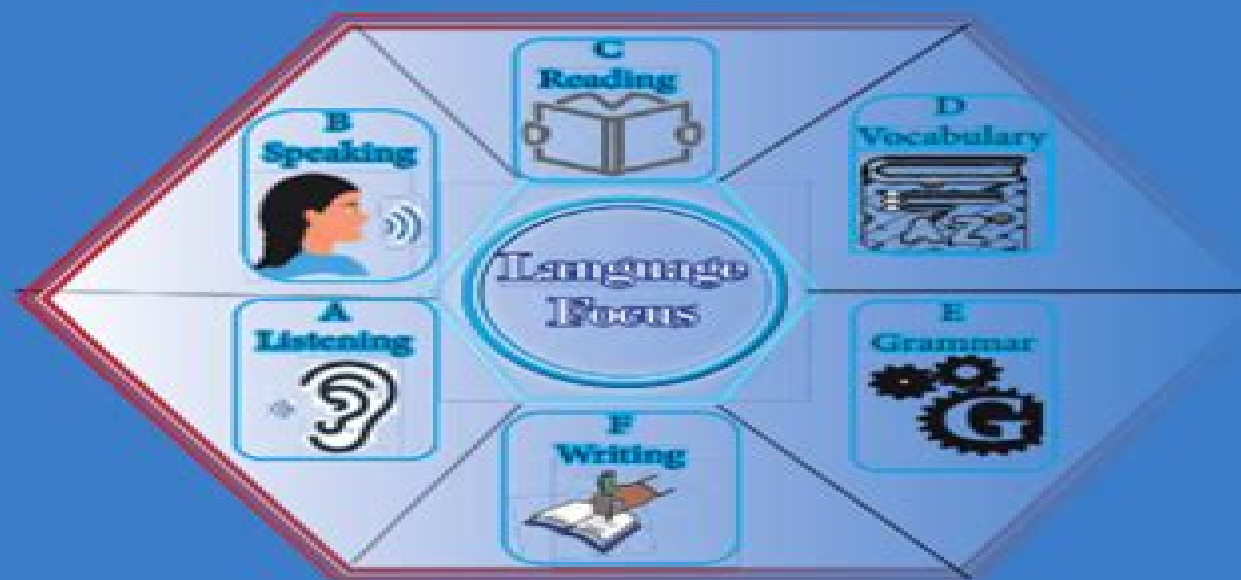 C
Reading
B
Speaking
D
Vocabulary
Language
Focus
A
Listening
E
Grammar
G
F
Writing